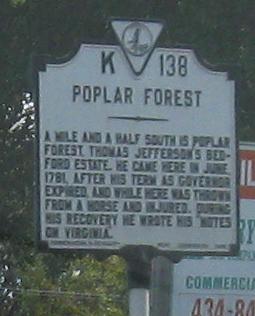 K 138
POPLAR FOREST
A MILE AND A HALF SOUTH IS POPLAR
FOREST, THOMAS JEFFERSON'S BED-
FORD ESTATE. HE CAME HERE IN JUNE,
1781, AFTER HIS TERM AS GOVERNOR
EXPIRED, AND WHILE HERE WAS THROWN
FROM A HORSE AND INJURED. DURING
HIS RECOVERY HE WROTE HIS "NOTES
ON VIRGINIA.
COMMERCIA
434-84